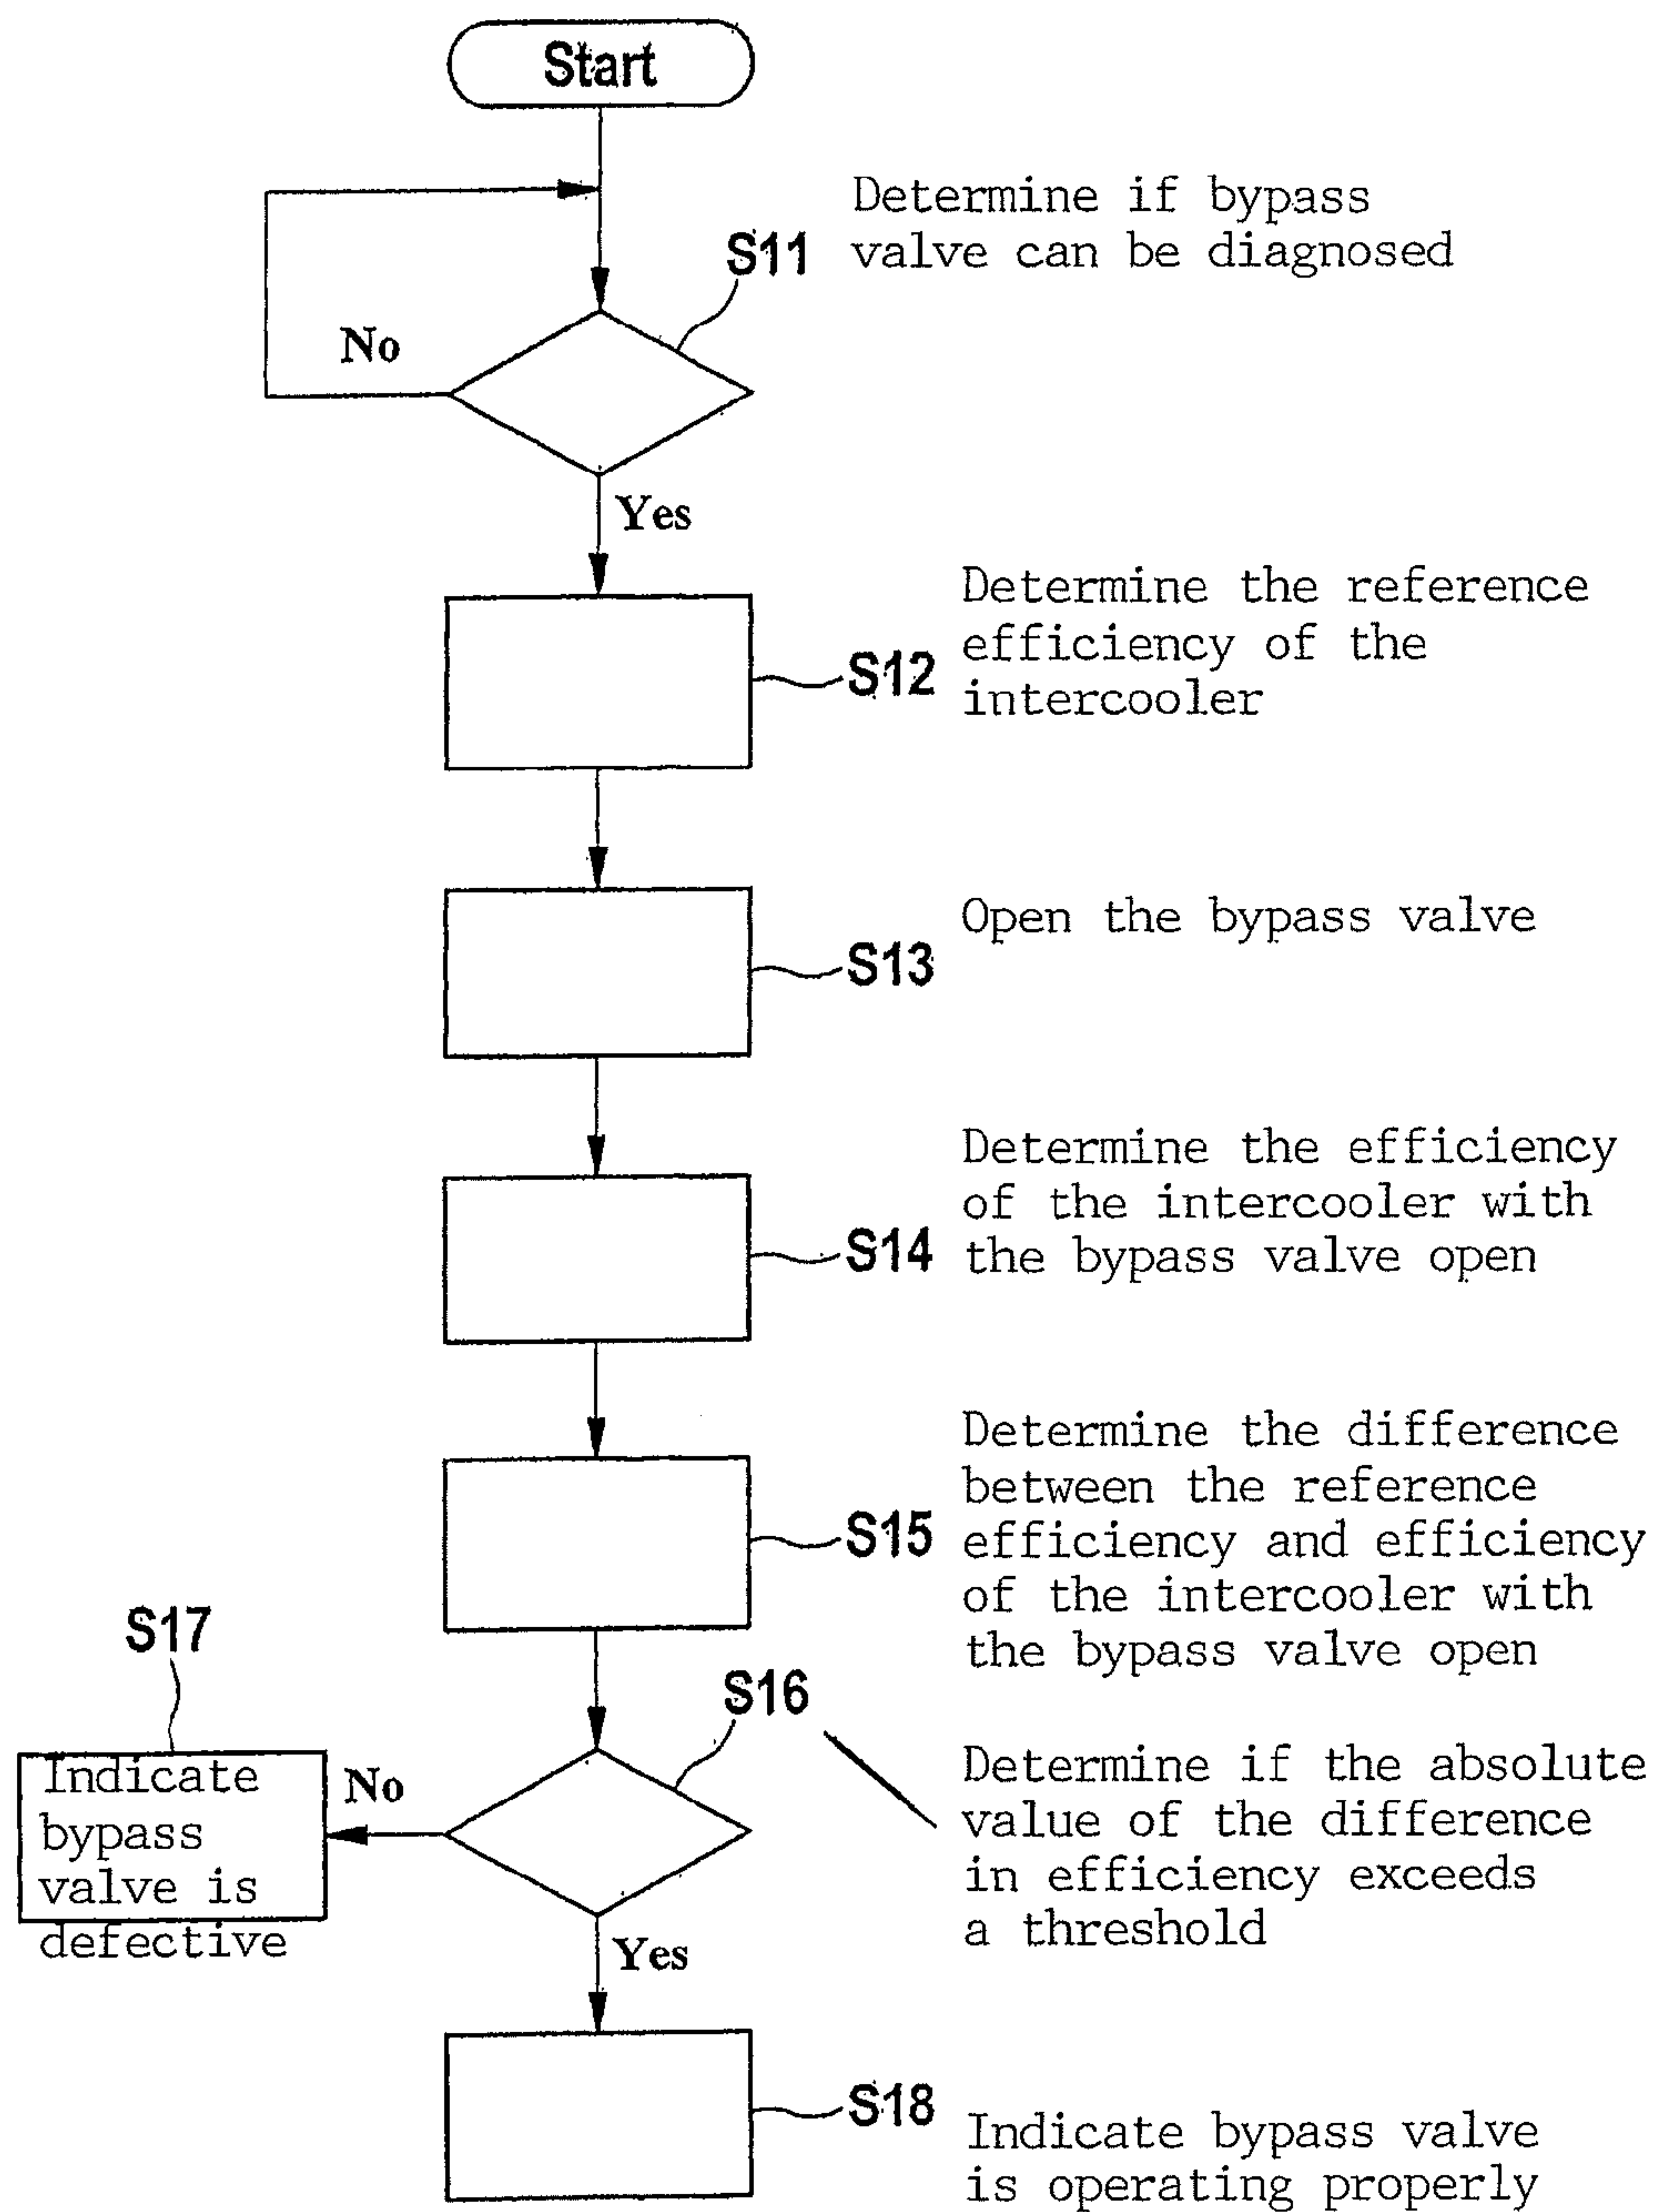 Start
Determine if bypass
valve can be diagnosed
S11
No
Yes
Determine the reference
efficiency of the
intercooler
S12
Open the bypass valve
S13
Determine the efficiency
of the intercooler with
the bypass valve open
S14
Determine the difference
between the reference
efficiency and efficiency
of the intercooler with
the bypass valve open
S15
S17
S16
Indicate
bypass
valve is
defective
No
Determine if the absolute
value of the difference
in efficiency exceeds
a threshold
Yes
S18
Indicate bypass valve
is operating properly